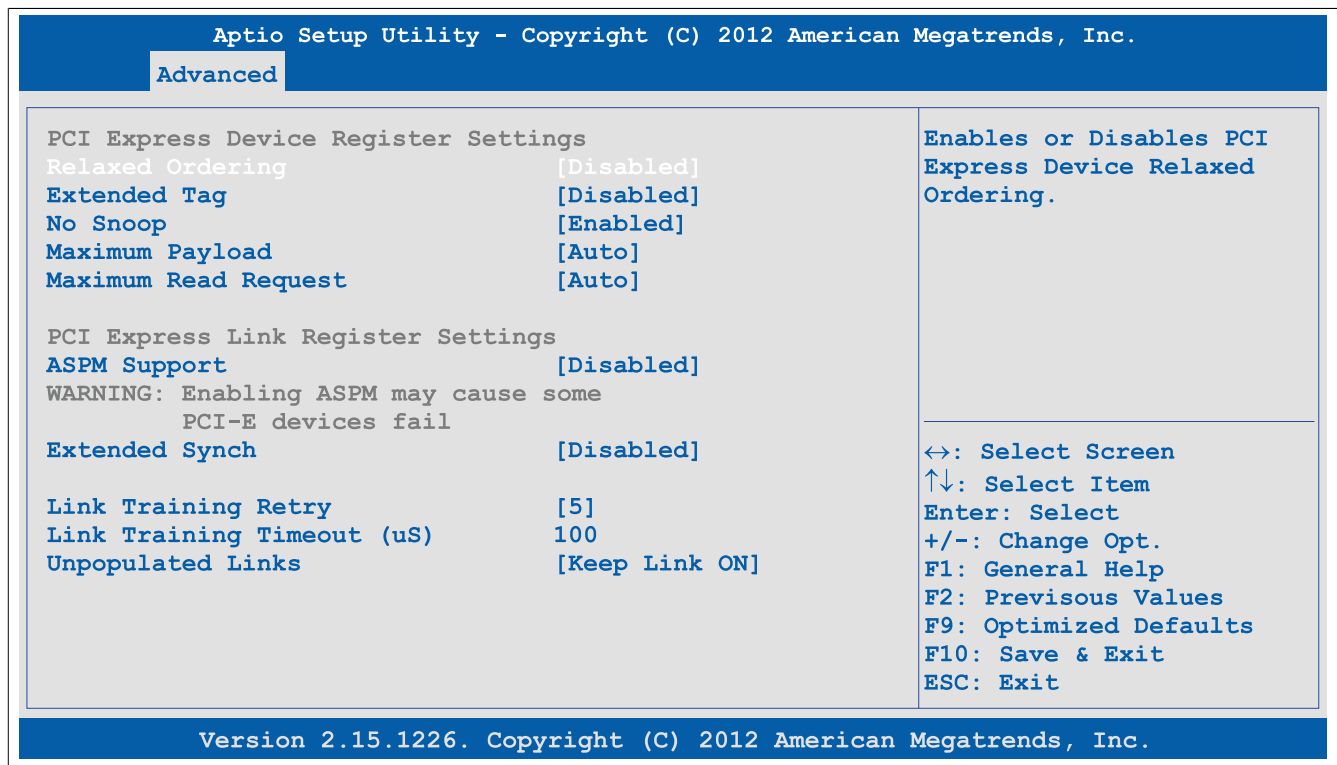 Aptio Setup Utility - Copyright (C) 2012 American Megatrends, Inc.
Advanced
PCI Express Device Register Settings
Relaxed Ordering [Disabled]
Extended Tag [Disabled]
No Snoop [Enabled]
Maximum Payload [Auto]
Maximum Read Request [Auto]
PCI Express Link Register Settings
ASPM Support [Disabled]
WARNING: Enabling ASPM may cause some
PCI-E devices fail
Extended Synch [Disabled]
Link Training Retry [5]
Link Training Timeout (uS) 100
Unpopulated Links [Keep Link ON]
Enables or Disables PCI
Express Device Relaxed
Ordering.
↔: Select Screen
↑↓: Select Item
Enter: Select
+/-: Change Opt.
F1: General Help
F2: Previsous Values
F9: Optimized Defaults
F10: Save & Exit
ESC: Exit
Version 2.15.1226. Copyright (C) 2012 American Megatrends, Inc.